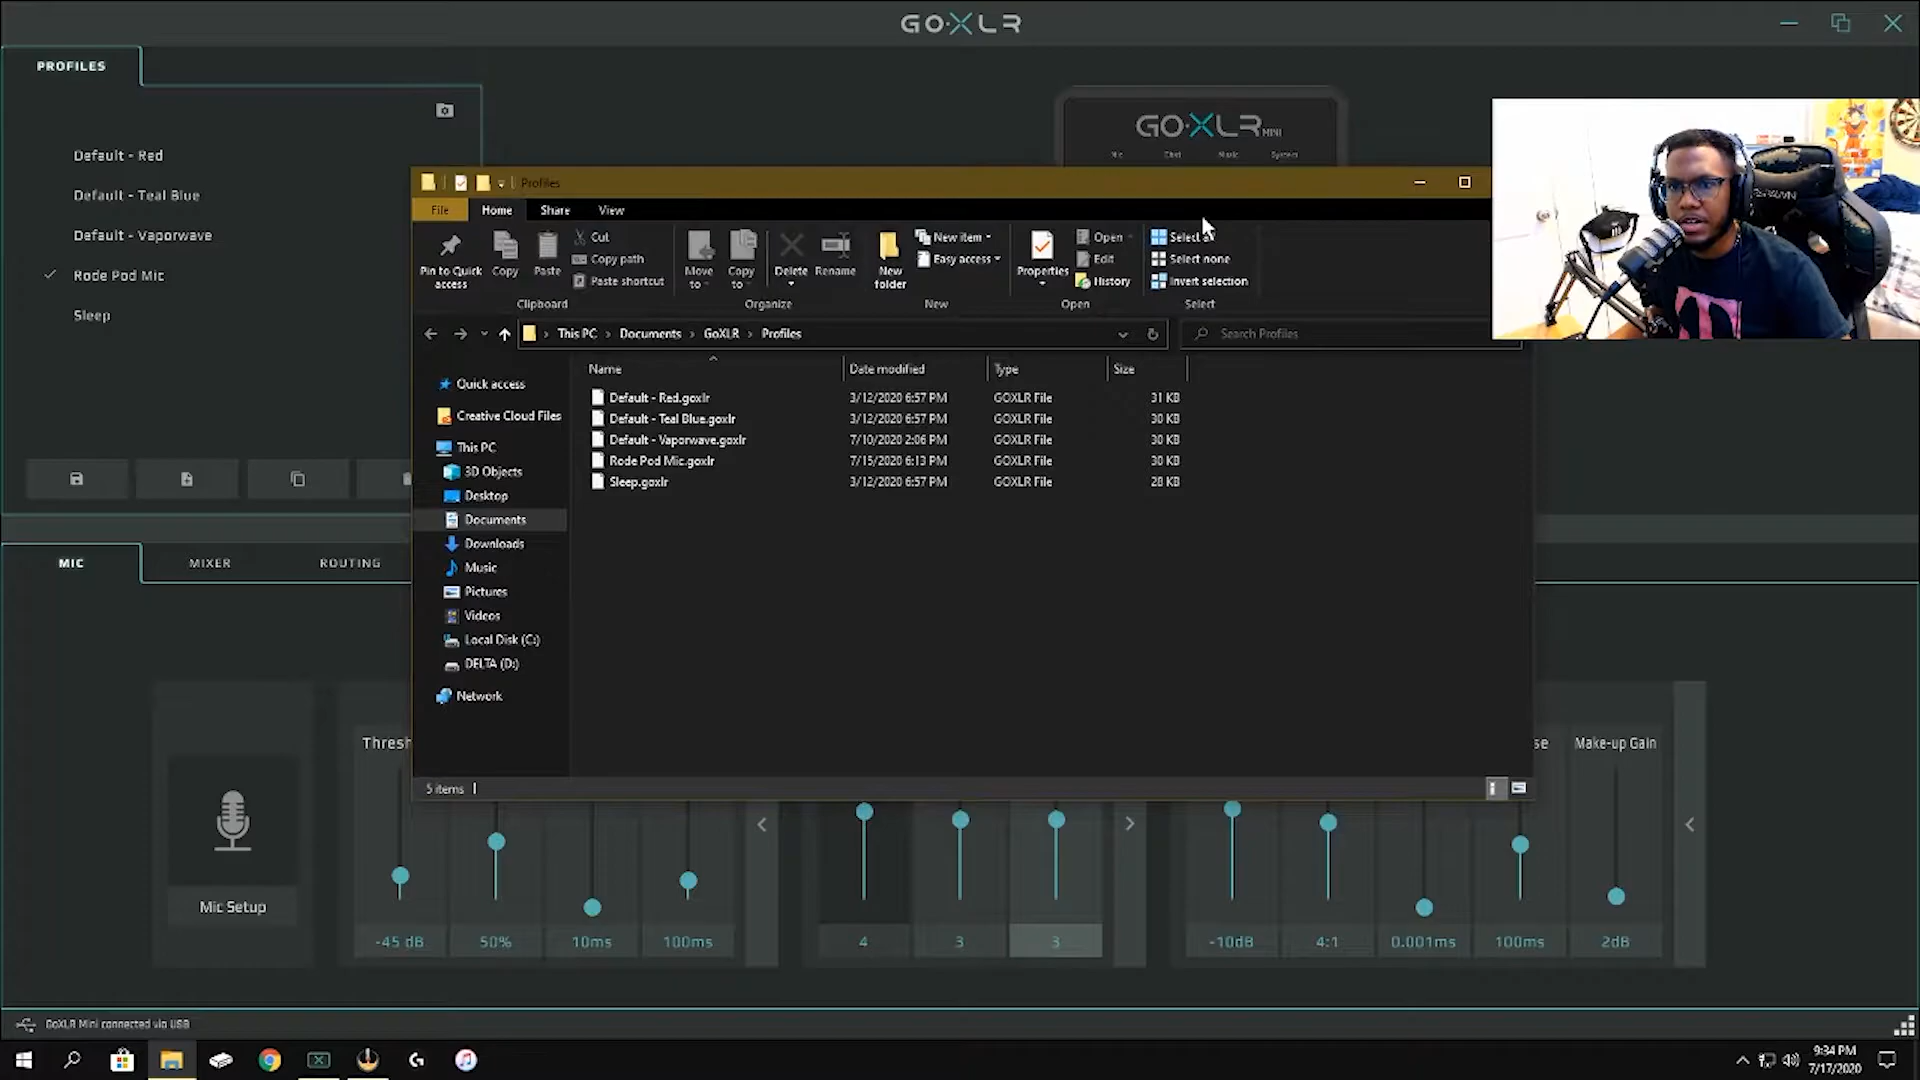 GO·XLR
PROFILES
Default - Red
Default - Teal Blue
Default - Vaporwave
Rode Pod Mic
Sleep
GO·XLR MINI
Mic Chat Music System
Profiles
File Home Share View
Pin to Quick access
Copy
Paste
Cut
Copy path
Paste shortcut
Clipboard
Move to
Copy to
Delete
Rename
Organize
New folder
New item
Easy access
New
Properties
Open
Edit
History
Open
Select
Select none
Invert selection
Select
This PC > Documents > GoXLR > Profiles
Search Profiles
Name Date modified Type Size
Default - Red.goxlr 3/12/2020 6:57 PM GOXLR File 31 KB
Default - Teal Blue.goxlr 3/12/2020 6:57 PM GOXLR File 30 KB
Default - Vaporwave.goxlr 7/10/2020 2:06 PM GOXLR File 30 KB
Rode Pod Mic.goxlr 7/15/2020 6:13 PM GOXLR File 30 KB
Sleep.goxlr 3/12/2020 6:57 PM GOXLR File 28 KB
Quick access
Creative Cloud Files
This PC
3D Objects
Desktop
Documents
Downloads
Music
Pictures
Videos
Local Disk (C:)
DELTA (D:)
Network
5 items
MIC MIXER ROUTING
Thresh
se
Make-up Gain
Mic Setup
-45 dB 50% 10ms 100ms
4 3 3
-10dB 4:1 0.001ms 100ms 2dB
GoXLR Mini connected via USB
9:34 PM
7/17/2020